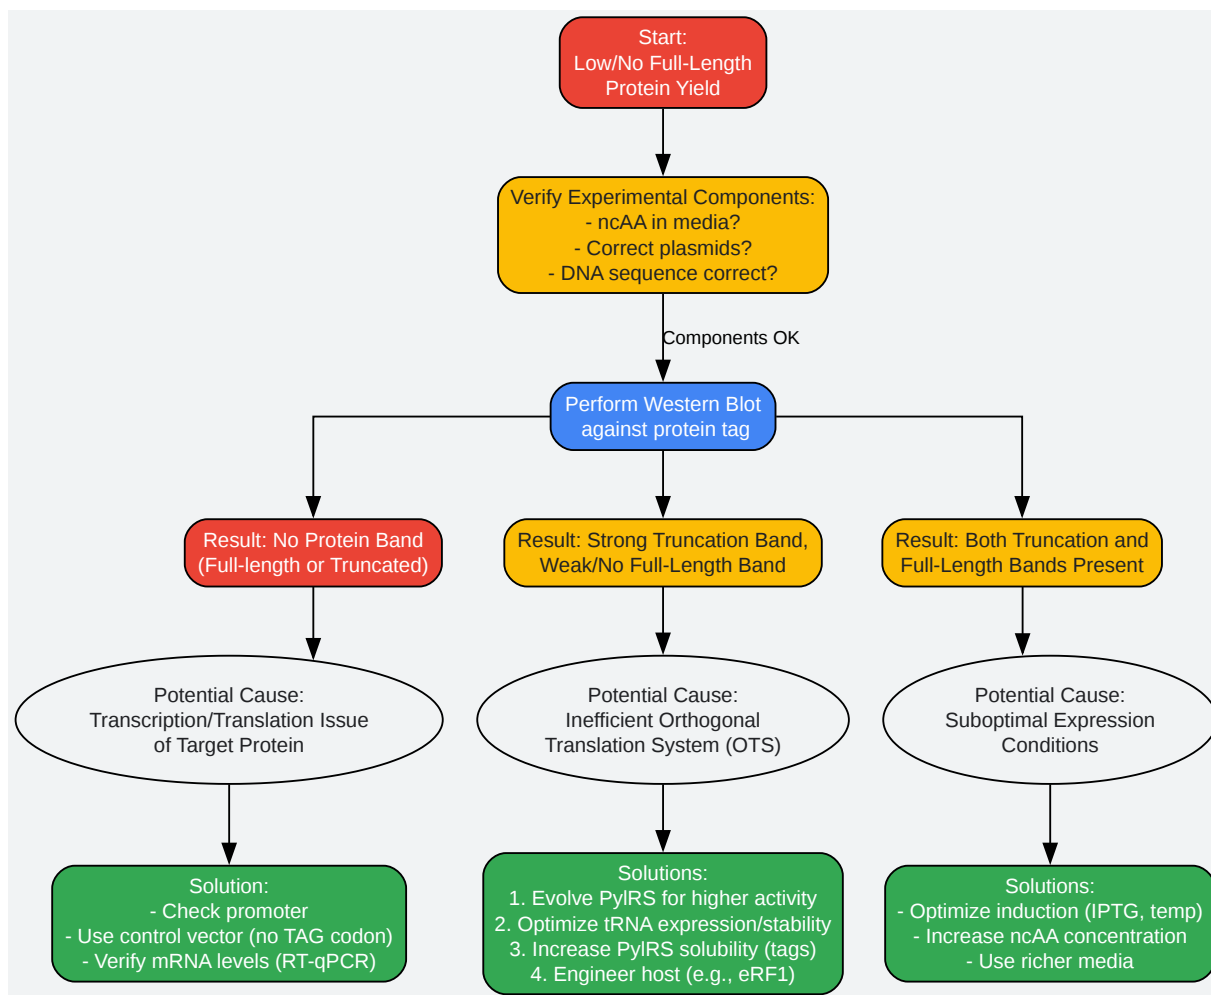 Start:
Low/No Full-Length
Protein Yield
Verify Experimental Components:
- ncAA in media?
- Correct plasmids?
- DNA sequence correct?
Components OK
Perform Western Blot
against protein tag
Result: No Protein Band
(Full-length or Truncated)
Result: Strong Truncation Band,
Weak/No Full-Length Band
Result: Both Truncation and
Full-Length Bands Present
Potential Cause:
Transcription/Translation Issue
of Target Protein
Potential Cause:
Inefficient Orthogonal
Translation System (OTS)
Potential Cause:
Suboptimal Expression
Conditions
Solution:
- Check promoter
- Use control vector (no TAG codon)
- Verify mRNA levels (RT-qPCR)
Solutions:
1. Evolve PylRS for higher activity
2. Optimize tRNA expression/stability
3. Increase PylRS solubility (tags)
4. Engineer host (e.g., eRF1)
Solutions:
- Optimize induction (IPTG, temp)
- Increase ncAA concentration
- Use richer media